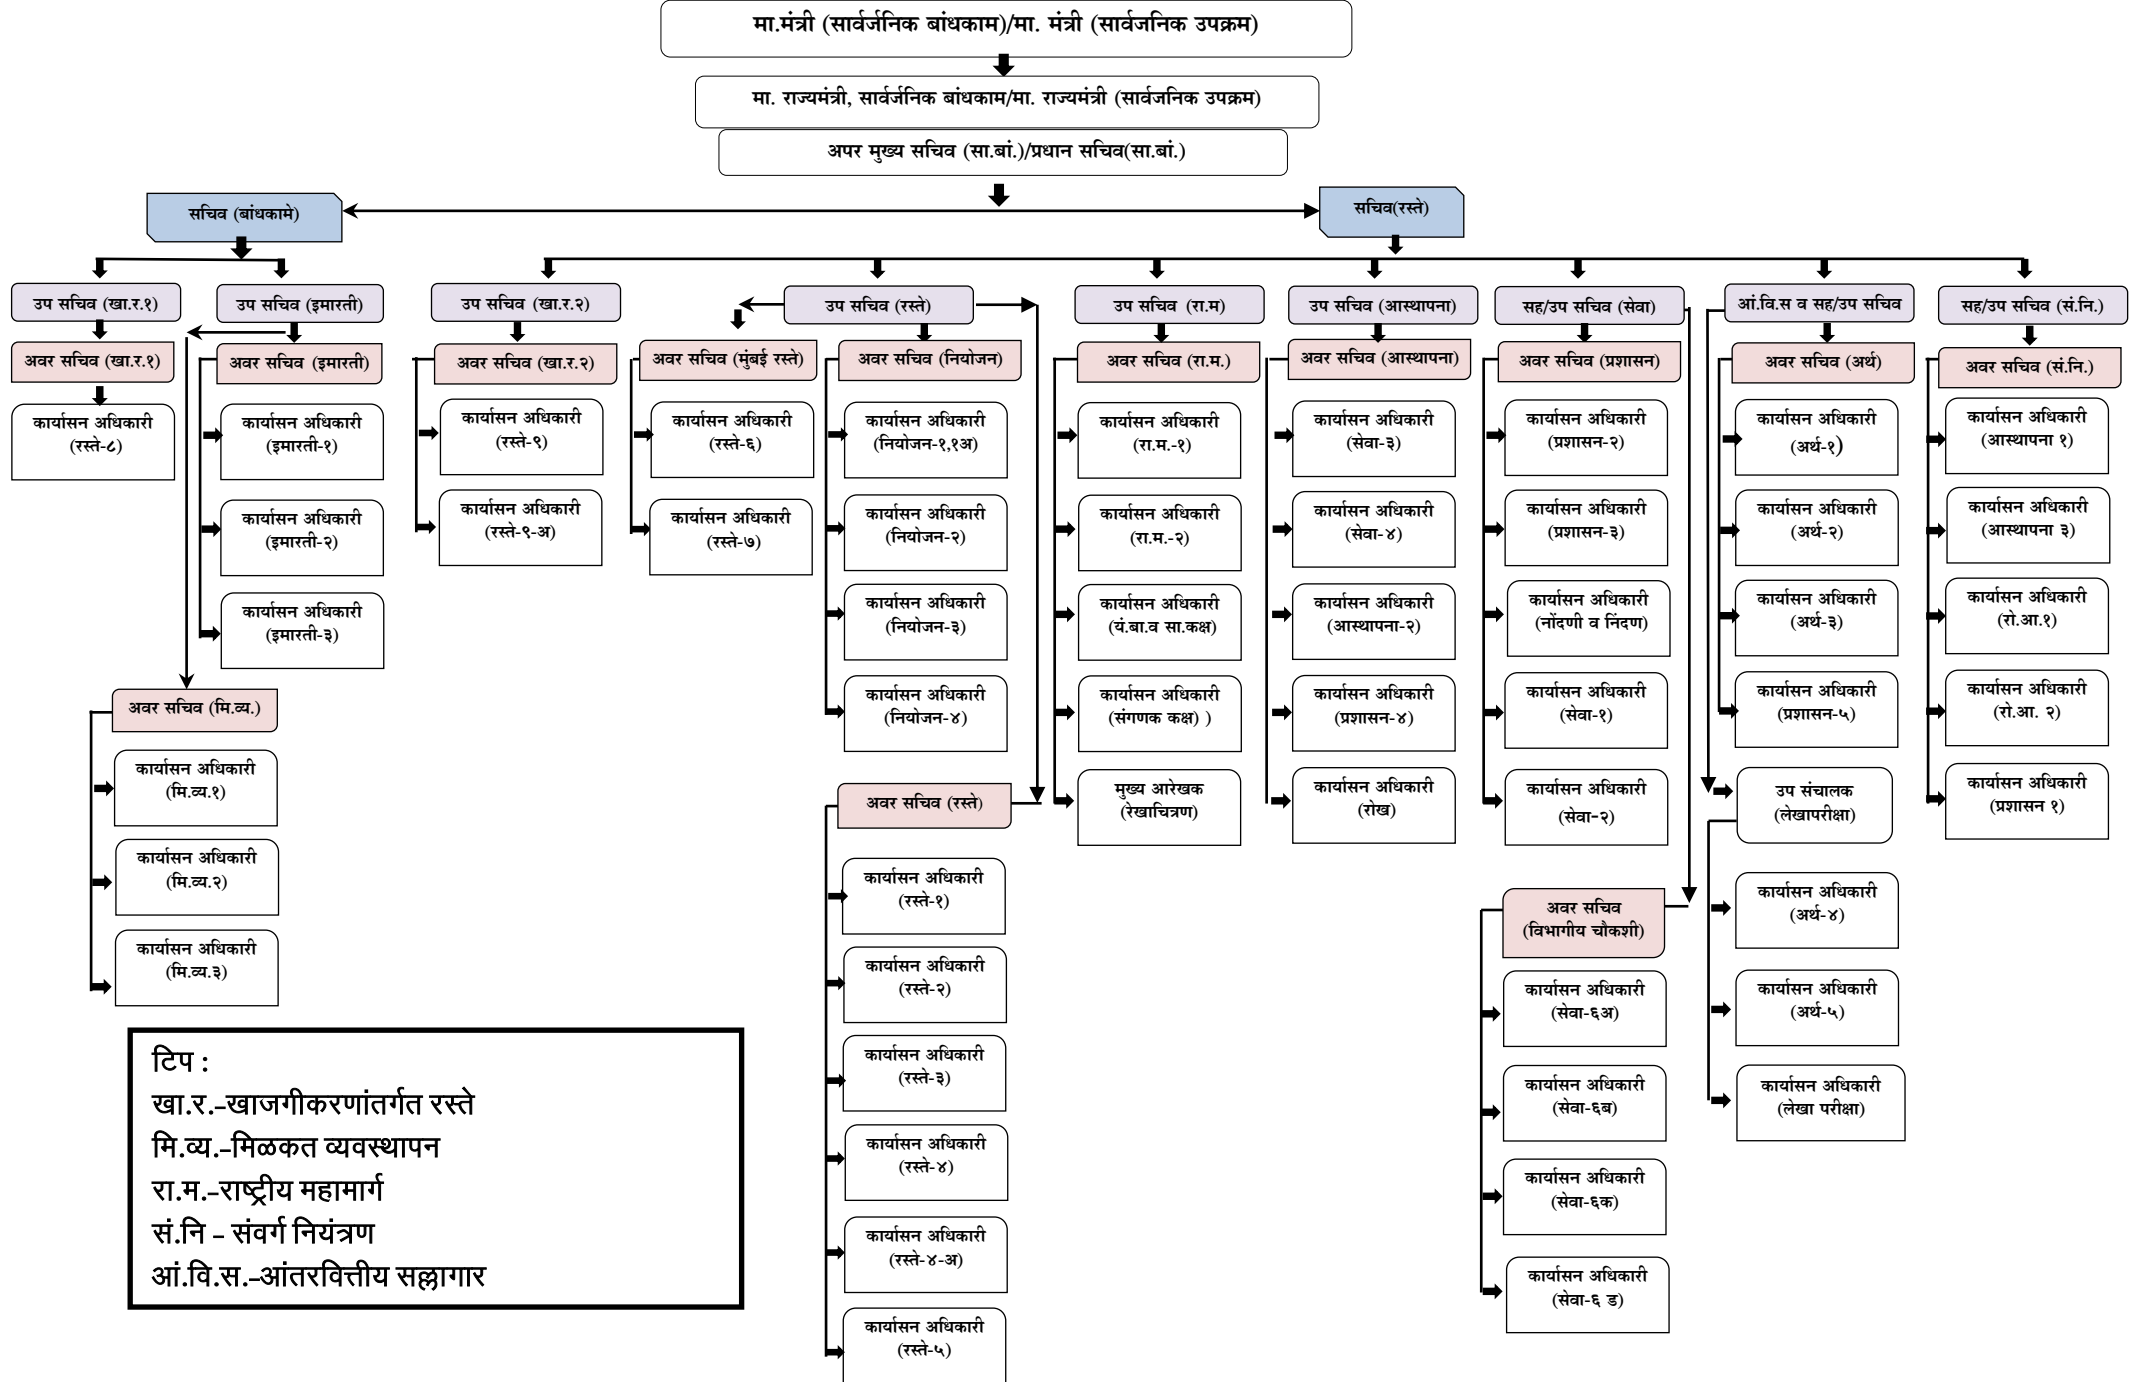 मा.मंत्री (सार्वजनिक बांधकाम)/मा. मंत्री (सार्वजनिक उपक्रम)
मा. राज्यमंत्री, सार्वजनिक बांधकाम/मा. राज्यमंत्री (सार्वजनिक उपक्रम)
अपर मुख्य सचिव (सा.बां.)/प्रधान सचिव(सा.बां.)
सचिव (बांधकामे)
सचिव(रस्ते)
उप सचिव (खा.र.१)
उप सचिव (इमारती)
उप सचिव (खा.र.२)
उप सचिव (रस्ते)
उप सचिव (रा.म)
उप सचिव (आस्थापना)
सह/उप सचिव (सेवा)
आं.वि.स व सह/उप सचिव
सह/उप सचिव (सं.नि.)
अवर सचिव (खा.र.१)
कार्यासन अधिकारी
(रस्ते-८)
अवर सचिव (इमारती)
कार्यासन अधिकारी
(इमारती-१)
कार्यासन अधिकारी
(इमारती-२)
कार्यासन अधिकारी
(इमारती-३)
अवर सचिव (मि.व्य.)
कार्यासन अधिकारी
(मि.व्य.१)
कार्यासन अधिकारी
(मि.व्य.२)
कार्यासन अधिकारी
(मि.व्य.३)
अवर सचिव (खा.र.२)
कार्यासन अधिकारी
(रस्ते-९)
कार्यासन अधिकारी
(रस्ते-९-अ)
अवर सचिव (मुंबई रस्ते)
कार्यासन अधिकारी
(रस्ते-६)
कार्यासन अधिकारी
(रस्ते-७)
अवर सचिव (नियोजन)
कार्यासन अधिकारी
(नियोजन-१,१अ)
कार्यासन अधिकारी
(नियोजन-२)
कार्यासन अधिकारी
(नियोजन-३)
कार्यासन अधिकारी
(नियोजन-४)
अवर सचिव (रस्ते)
कार्यासन अधिकारी
(रस्ते-१)
कार्यासन अधिकारी
(रस्ते-२)
कार्यासन अधिकारी
(रस्ते-३)
कार्यासन अधिकारी
(रस्ते-४)
कार्यासन अधिकारी
(रस्ते-४-अ)
कार्यासन अधिकारी
(रस्ते-५)
अवर सचिव (रा.म.)
कार्यासन अधिकारी
(रा.म.-१)
कार्यासन अधिकारी
(रा.म.-२)
कार्यासन अधिकारी
(यं.बा.व सा.कक्ष)
कार्यासन अधिकारी
(संगणक कक्ष) )
मुख्य आरेखक
(रेखाचित्रण)
अवर सचिव (आस्थापना)
कार्यासन अधिकारी
(सेवा-३)
कार्यासन अधिकारी
(सेवा-४)
कार्यासन अधिकारी
(आस्थापना-२)
कार्यासन अधिकारी
(प्रशासन-४)
कार्यासन अधिकारी
(रोख)
अवर सचिव (प्रशासन)
कार्यासन अधिकारी
(प्रशासन-२)
कार्यासन अधिकारी
(प्रशासन-३)
कार्यासन अधिकारी
(नोंदणी व निंदण)
कार्यासन अधिकारी
(सेवा-१)
कार्यासन अधिकारी
(सेवा-२)
अवर सचिव
(विभागीय चौकशी)
कार्यासन अधिकारी
(सेवा-६अ)
कार्यासन अधिकारी
(सेवा-६ब)
कार्यासन अधिकारी
(सेवा-६क)
कार्यासन अधिकारी
(सेवा-६ ड)
अवर सचिव (अर्थ)
कार्यासन अधिकारी
(अर्थ-१)
कार्यासन अधिकारी
(अर्थ-२)
कार्यासन अधिकारी
(अर्थ-३)
कार्यासन अधिकारी
(प्रशासन-५)
उप संचालक
(लेखापरीक्षा)
कार्यासन अधिकारी
(अर्थ-४)
कार्यासन अधिकारी
(अर्थ-५)
कार्यासन अधिकारी
(लेखा परीक्षा)
अवर सचिव (सं.नि.)
कार्यासन अधिकारी
(आस्थापना १)
कार्यासन अधिकारी
(आस्थापना ३)
कार्यासन अधिकारी
(रो.आ.१)
कार्यासन अधिकारी
(रो.आ. २)
कार्यासन अधिकारी
(प्रशासन १)
टिप :
खा.र.-खाजगीकरणांतर्गत रस्ते
मि.व्य.-मिळकत व्यवस्थापन
रा.म.-राष्ट्रीय महामार्ग
सं.नि - संवर्ग नियंत्रण
आं.वि.स.-आंतरवित्तीय सल्लागार